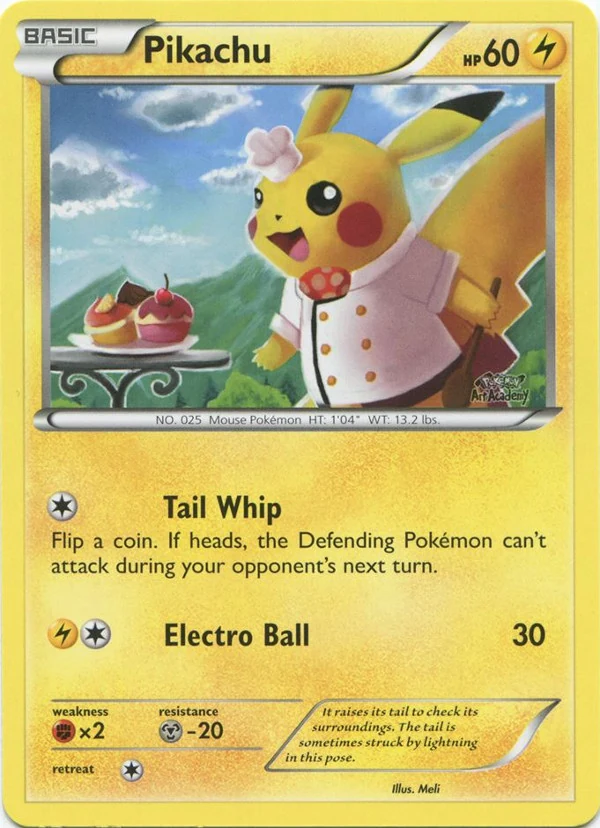 BASIC
Pikachu
HP60
POKÉMON
Art Academy
NO. 025 Mouse Pokémon HT: 1'04" WT: 13.2 lbs.
Tail Whip
Flip a coin. If heads, the Defending Pokémon can't
attack during your opponent's next turn.
Electro Ball 30
weakness resistance
×2 -20
retreat
It raises its tail to check its
surroundings. The tail is
sometimes struck by lightning
in this pose.
Illus. Meli